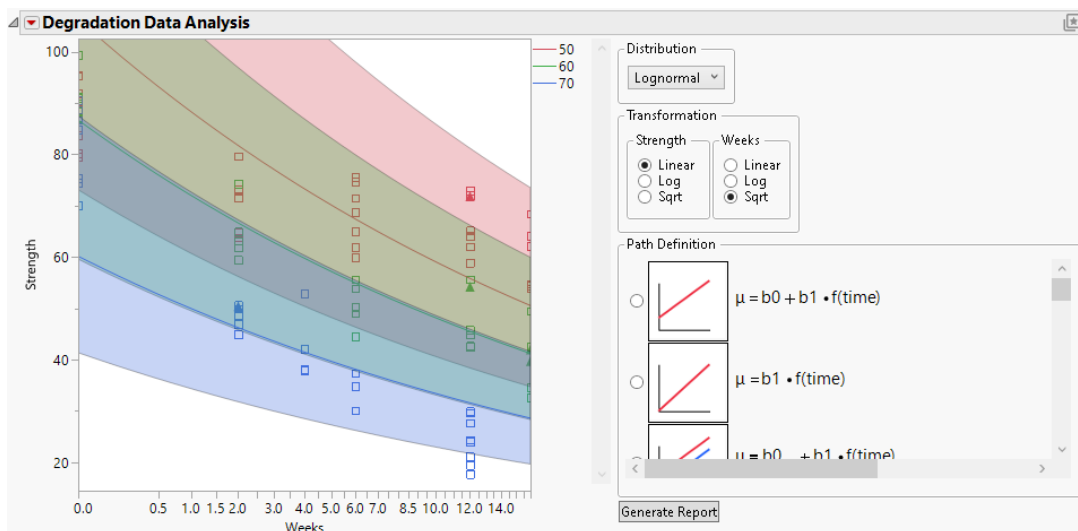 Degradation Data Analysis
100
80
60
40
20
Strength
0.0 0.5 1.0 2.0 3.0 4.0 5.0 6.0 7.0 8.5 10.0 12.0 14.0
Weeks
50
60
70
Distribution
Lognormal
Transformation
Strength Weeks
Linear Linear
Log Log
Sqrt Sqrt
Path Definition
μ = b0 + b1 • f(time)
μ = b1 • f(time)
μ = b0 + b1 • f(time)
Generate Report